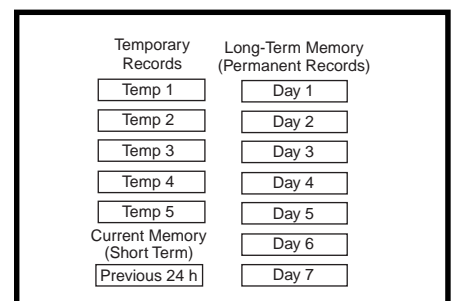 Temporary
Records
Temp 1
Temp 2
Temp 3
Temp 4
Temp 5
Current Memory
(Short Term)
Previous 24 h
Long-Term Memory
(Permanent Records)
Day 1
Day 2
Day 3
Day 4
Day 5
Day 6
Day 7